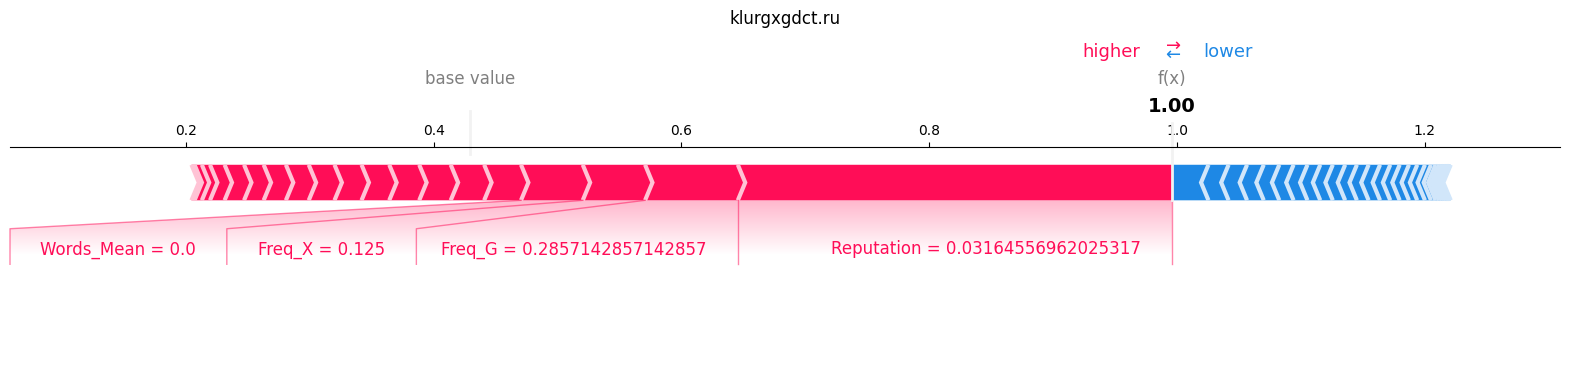 klurgxgdct.ru
higher ⇄ lower
base value
f(x)
1.00
0.2 0.4 0.6 0.8 1.0 1.2
Words_Mean = 0.0
Freq_X = 0.125
Freq_G = 0.2857142857142857
Reputation = 0.03164556962025317